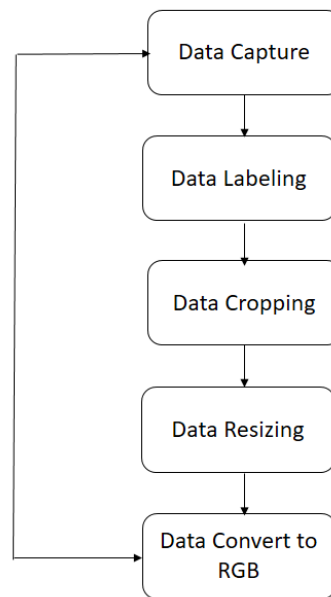 Data Capture
Data Labeling
Data Cropping
Data Resizing
Data Convert to
RGB